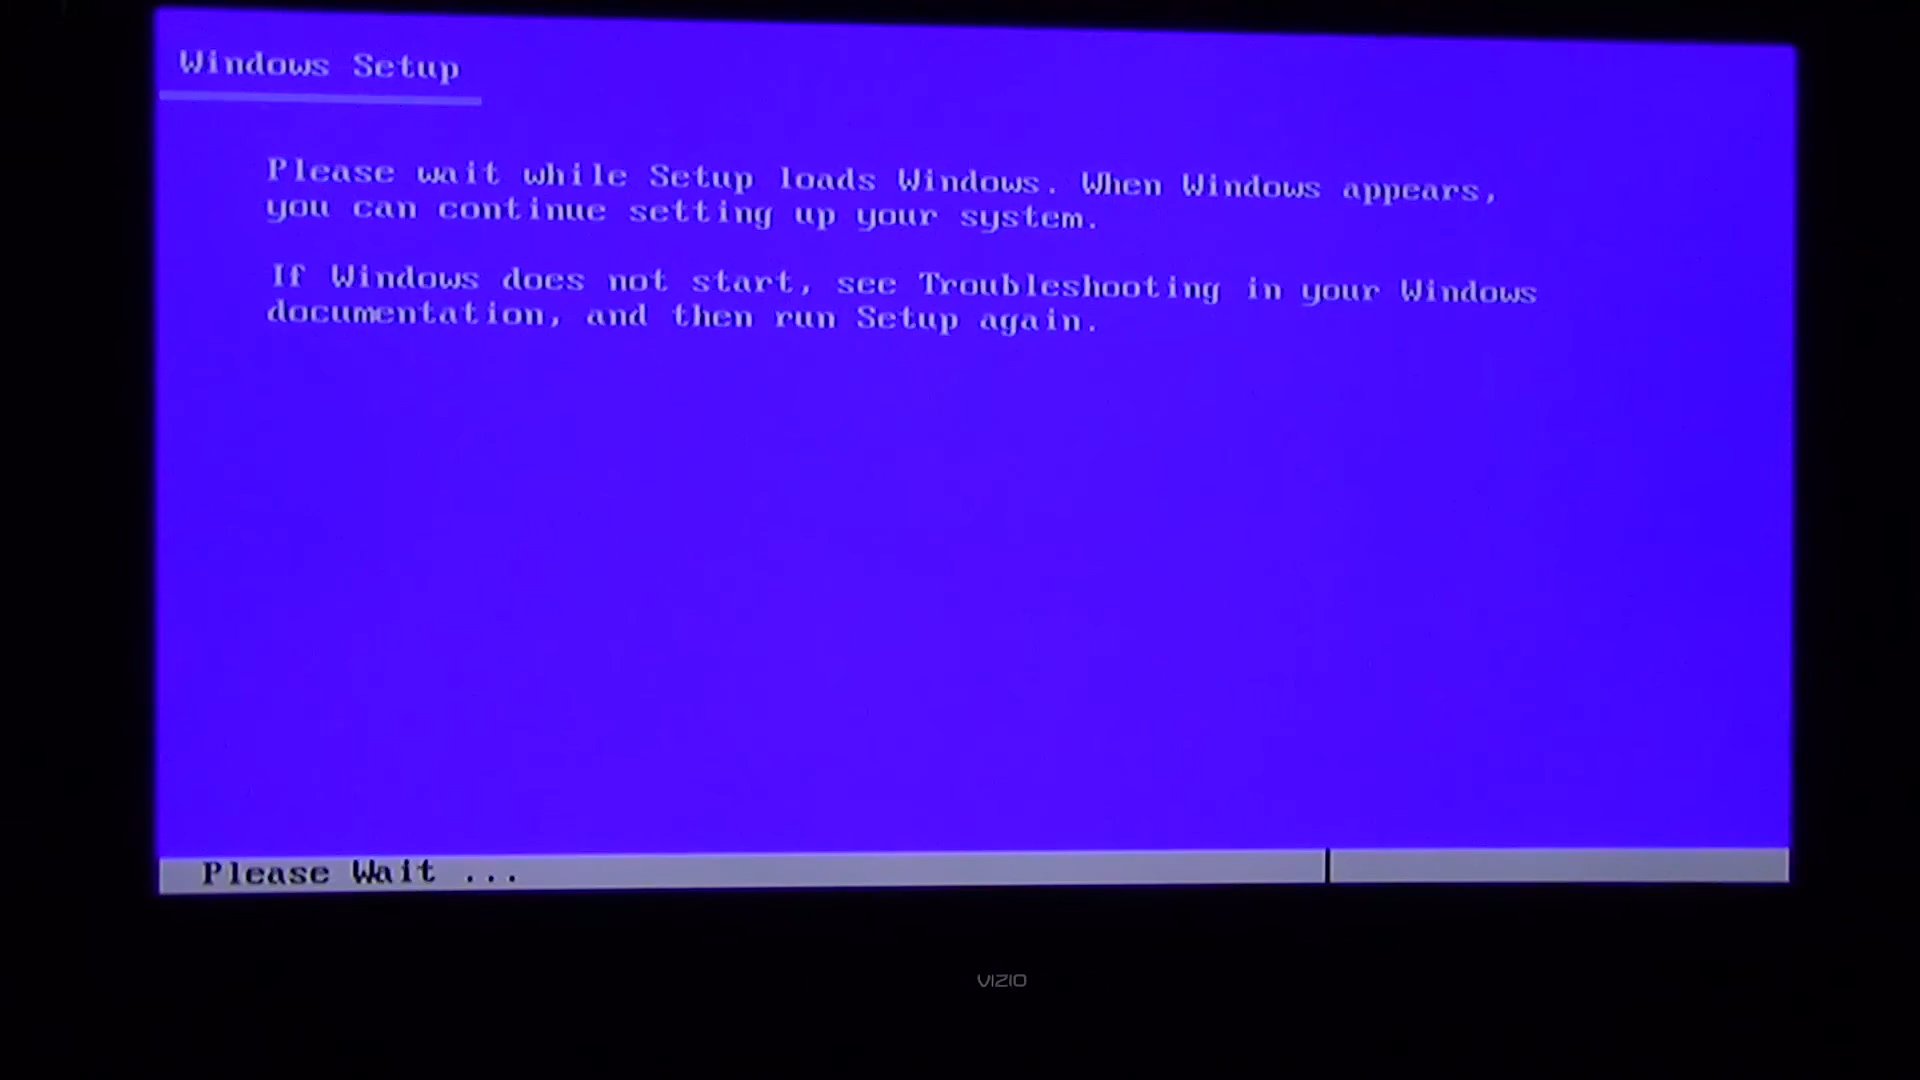 Windows Setup
Please wait while Setup loads Windows. When Windows appears,
you can continue setting up your system.
If Windows does not start, see Troubleshooting in your Windows
documentation, and then run Setup again.
Please Wait ...
VIZIO